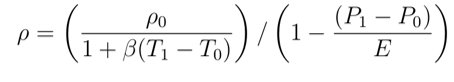 ρ = (ρ₀ / (1 + β(T₁ − T₀))) / (1 − (P₁ − P₀) / E)